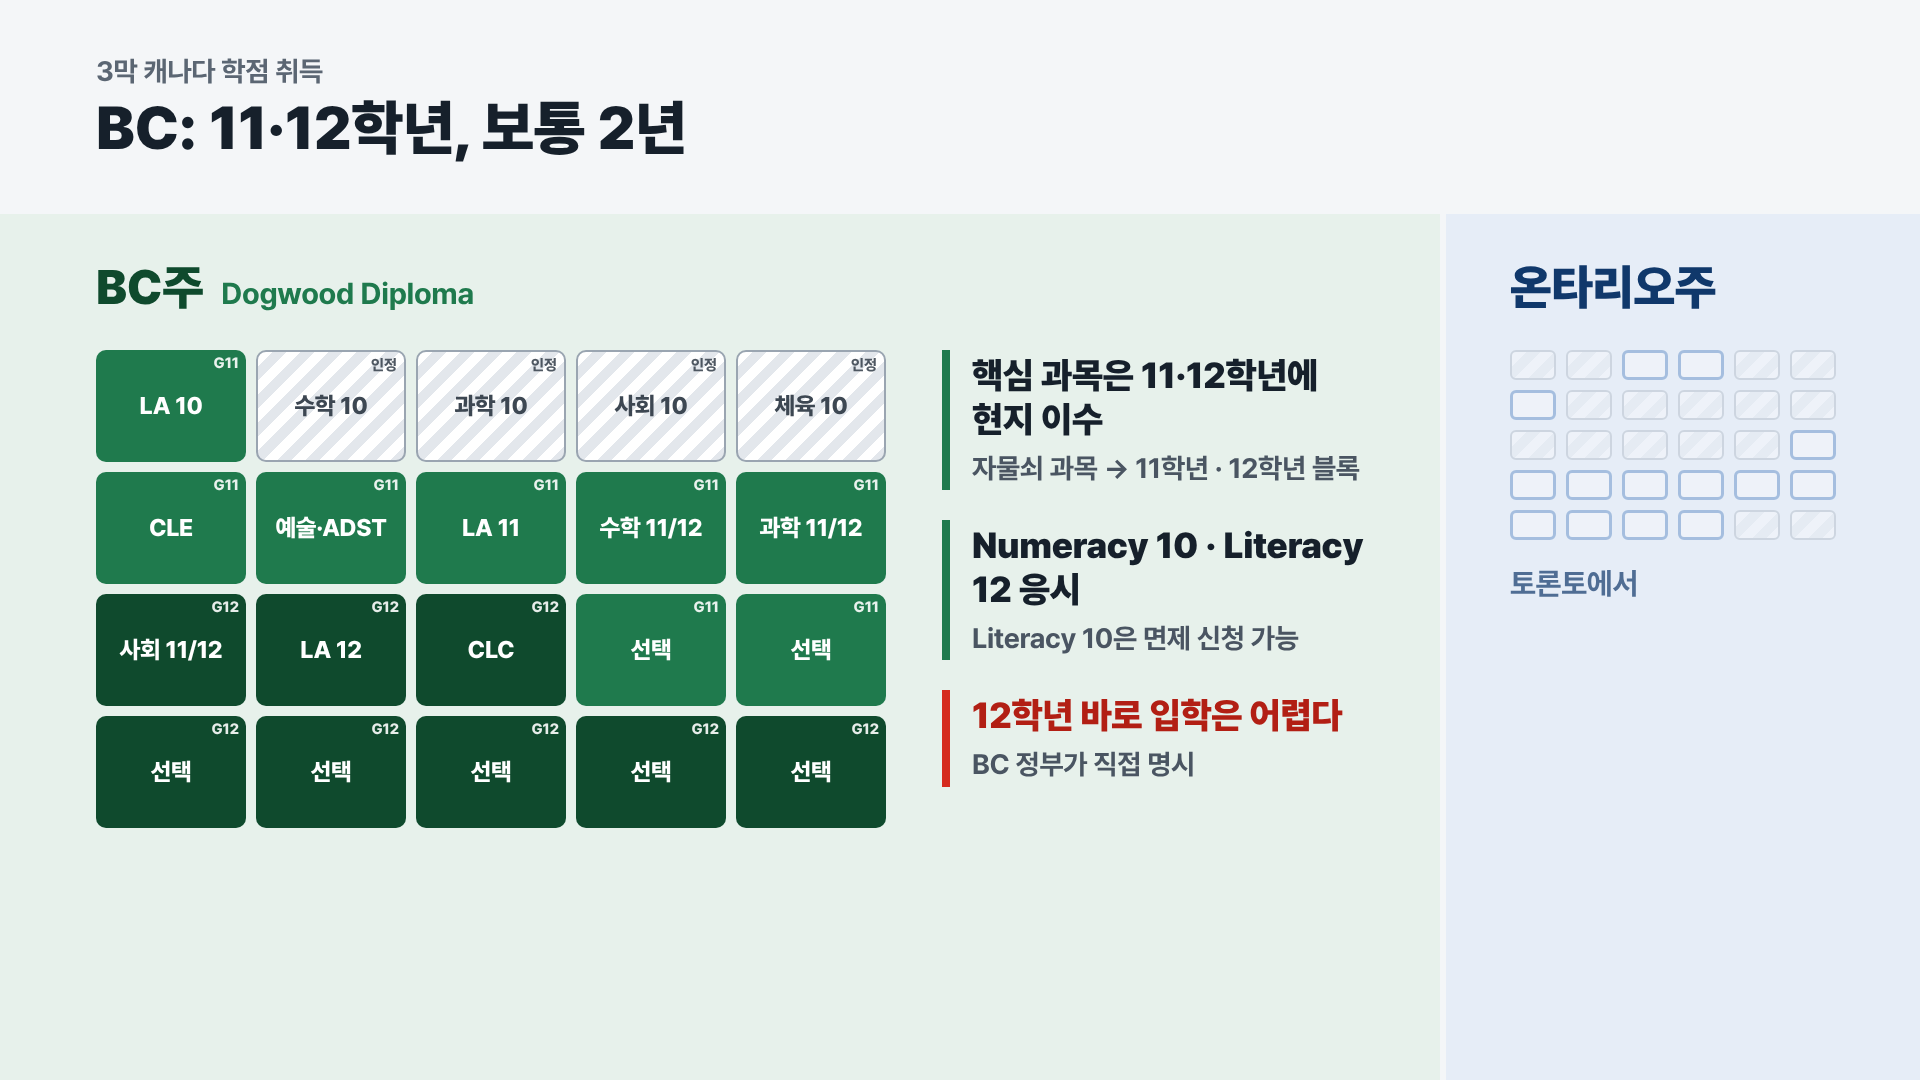 3막 캐나다 학점 취득
BC: 11·12학년, 보통 2년
BC주 Dogwood Diploma
G11
LA 10
인정
수학 10
인정
과학 10
인정
사회 10
인정
체육 10
G11
CLE
G11
예술·ADST
G11
LA 11
G11
수학 11/12
G11
과학 11/12
G12
사회 11/12
G12
LA 12
G12
CLC
G11
선택
G11
선택
G12
선택
G12
선택
G12
선택
G12
선택
G12
선택
핵심 과목은 11·12학년에
현지 이수
자물쇠 과목 → 11학년 · 12학년 블록
Numeracy 10 · Literacy
12 응시
Literacy 10은 면제 신청 가능
12학년 바로 입학은 어렵다
BC 정부가 직접 명시
온타리오주
토론토에서